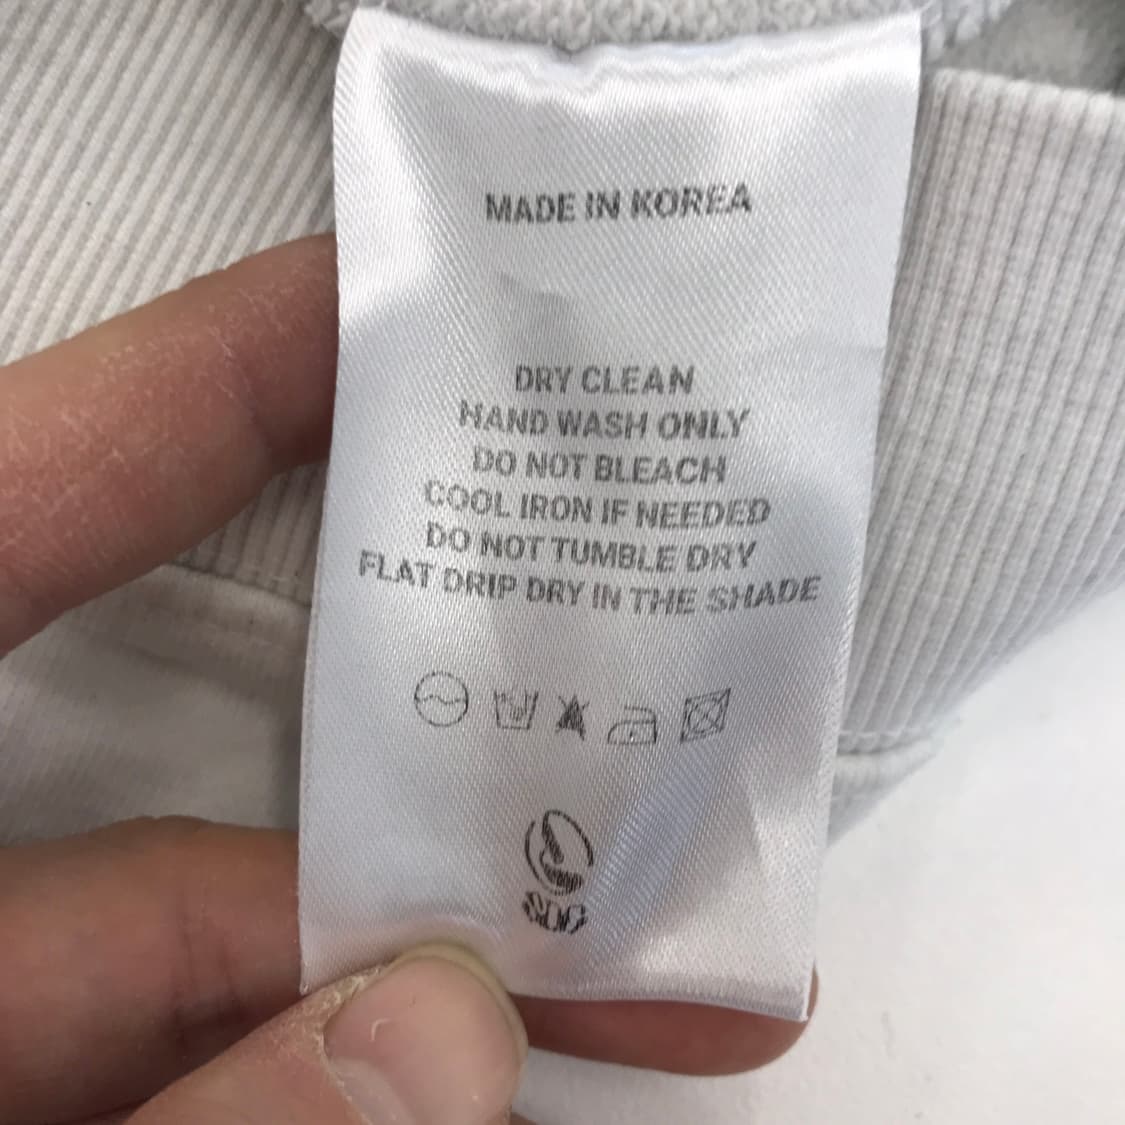 MADE IN KOREA
DRY CLEAN
HAND WASH ONLY
DO NOT BLEACH
COOL IRON IF NEEDED
DO NOT TUMBLE DRY
FLAT DRIP DRY IN THE SHADE